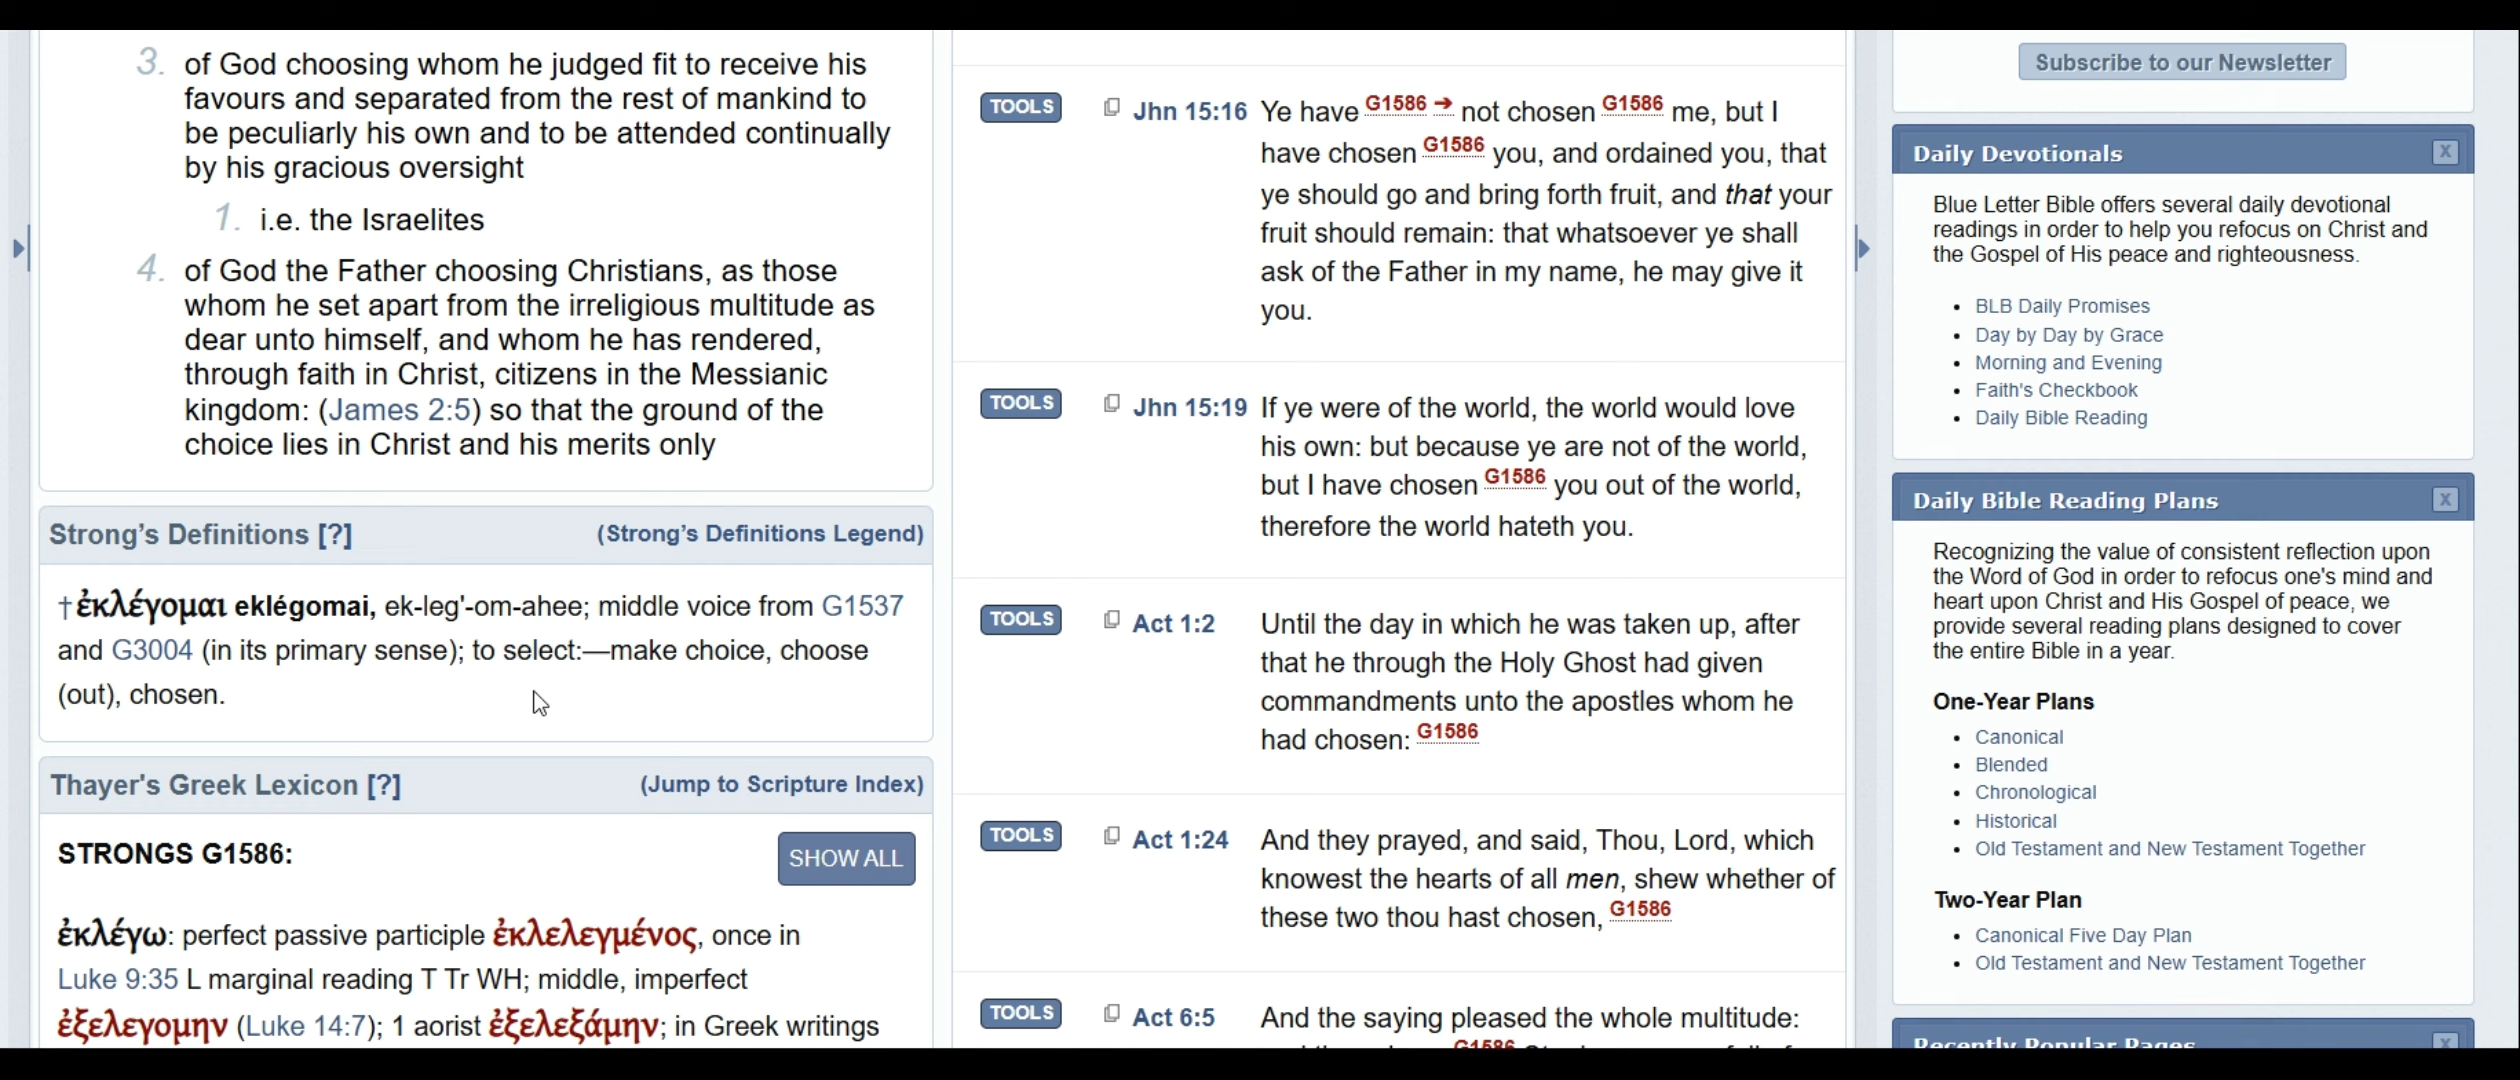 3. of God choosing whom he judged fit to receive his
favours and separated from the rest of mankind to
be peculiarly his own and to be attended continually
by his gracious oversight
1. i.e. the Israelites
4. of God the Father choosing Christians, as those
whom he set apart from the irreligious multitude as
dear unto himself, and whom he has rendered,
through faith in Christ, citizens in the Messianic
kingdom: (James 2:5) so that the ground of the
choice lies in Christ and his merits only
Strong's Definitions [?] (Strong's Definitions Legend)
†ἐκλέγομαι eklégomai, ek-leg'-om-ahee; middle voice from G1537
and G3004 (in its primary sense); to select:—make choice, choose
(out), chosen.
Thayer's Greek Lexicon [?] (Jump to Scripture Index)
STRONGS G1586: SHOW ALL
ἐκλέγω: perfect passive participle ἐκλελεγμένος, once in
Luke 9:35 L marginal reading T Tr WH; middle, imperfect
ἐξελεγομην (Luke 14:7); 1 aorist ἐξελεξάμην; in Greek writings
TOOLS Jhn 15:16 Ye have G1586 ➔ not chosen G1586 me, but I
have chosen G1586 you, and ordained you, that
ye should go and bring forth fruit, and that your
fruit should remain: that whatsoever ye shall
ask of the Father in my name, he may give it
you.
TOOLS Jhn 15:19 If ye were of the world, the world would love
his own: but because ye are not of the world,
but I have chosen G1586 you out of the world,
therefore the world hateth you.
TOOLS Act 1:2 Until the day in which he was taken up, after
that he through the Holy Ghost had given
commandments unto the apostles whom he
had chosen: G1586
TOOLS Act 1:24 And they prayed, and said, Thou, Lord, which
knowest the hearts of all men, shew whether of
these two thou hast chosen, G1586
TOOLS Act 6:5 And the saying pleased the whole multitude:
G1586
Subscribe to our Newsletter
Daily Devotionals X
Blue Letter Bible offers several daily devotional
readings in order to help you refocus on Christ and
the Gospel of His peace and righteousness.
• BLB Daily Promises
• Day by Day by Grace
• Morning and Evening
• Faith's Checkbook
• Daily Bible Reading
Daily Bible Reading Plans X
Recognizing the value of consistent reflection upon
the Word of God in order to refocus one's mind and
heart upon Christ and His Gospel of peace, we
provide several reading plans designed to cover
the entire Bible in a year.
One-Year Plans
• Canonical
• Blended
• Chronological
• Historical
• Old Testament and New Testament Together
Two-Year Plan
• Canonical Five Day Plan
• Old Testament and New Testament Together
Recently Popular Pages X